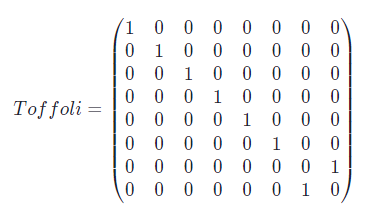 1 0 0 0 0 0 0 0
0 1 0 0 0 0 0 0
0 0 1 0 0 0 0 0
0 0 0 1 0 0 0 0
Toffoli =
0 0 0 0 1 0 0 0
0 0 0 0 0 1 0 0
0 0 0 0 0 0 0 1
0 0 0 0 0 0 1 0